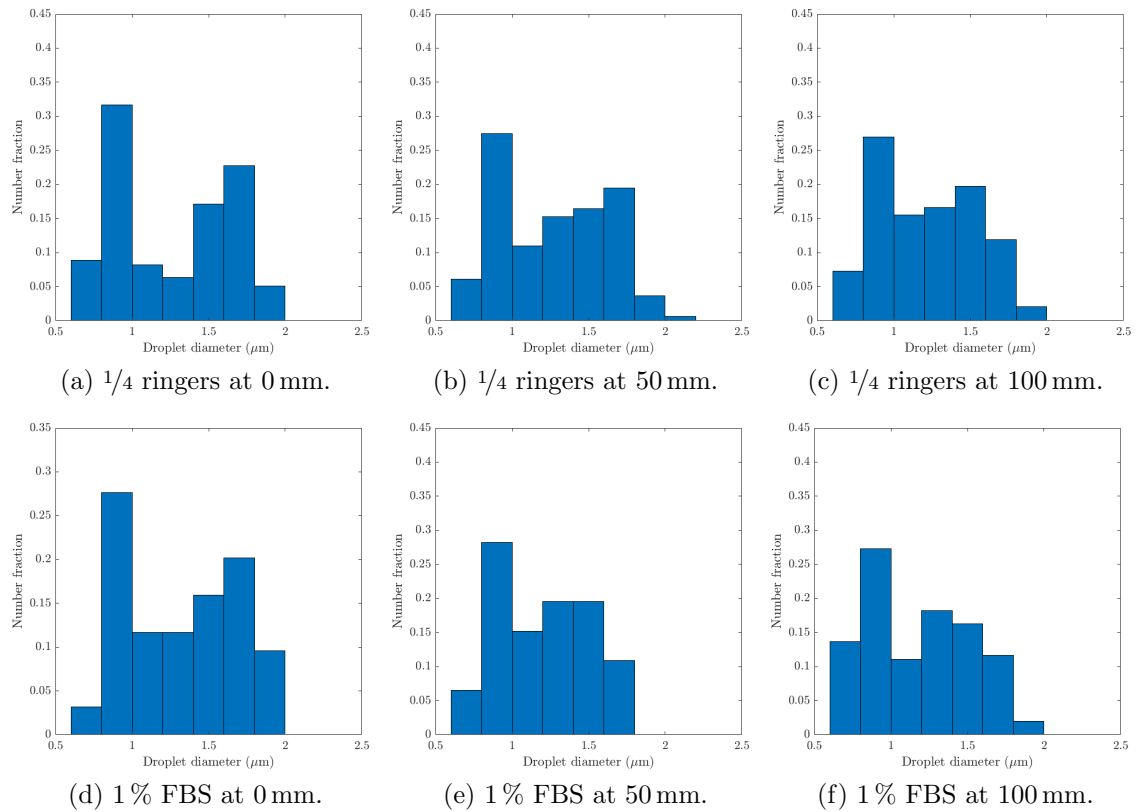 0.45
0.4
0.35
0.3
0.25
0.2
0.15
0.1
0.05
0
Number fraction
0.5 1 1.5 2 2.5
Droplet diameter (μm)
(a) 1/4 ringers at 0 mm.
0.45
0.4
0.35
0.3
0.25
0.2
0.15
0.1
0.05
0
Number fraction
0.5 1 1.5 2 2.5
Droplet diameter (μm)
(b) 1/4 ringers at 50 mm.
0.45
0.4
0.35
0.3
0.25
0.2
0.15
0.1
0.05
0
Number fraction
0.5 1 1.5 2 2.5
Droplet diameter (μm)
(c) 1/4 ringers at 100 mm.
0.35
0.3
0.25
0.2
0.15
0.1
0.05
0
Number fraction
0.5 1 1.5 2 2.5
Droplet diameter (μm)
(d) 1 % FBS at 0 mm.
0.45
0.4
0.35
0.3
0.25
0.2
0.15
0.1
0.05
0
Number fraction
0.5 1 1.5 2 2.5
Droplet diameter (μm)
(e) 1 % FBS at 50 mm.
0.45
0.4
0.35
0.3
0.25
0.2
0.15
0.1
0.05
0
Number fraction
0.5 1 1.5 2 2.5
Droplet diameter (μm)
(f) 1 % FBS at 100 mm.